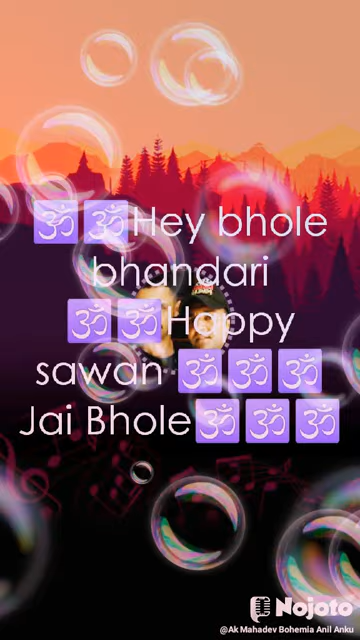 🕉️🕉️Hey bhole
bhandari
🕉️🕉️Happy
sawan 🕉️🕉️🕉️
Jai Bhole🕉️🕉️🕉️
Nojoto
@Ak Mahadev Bohemia Anil Anku